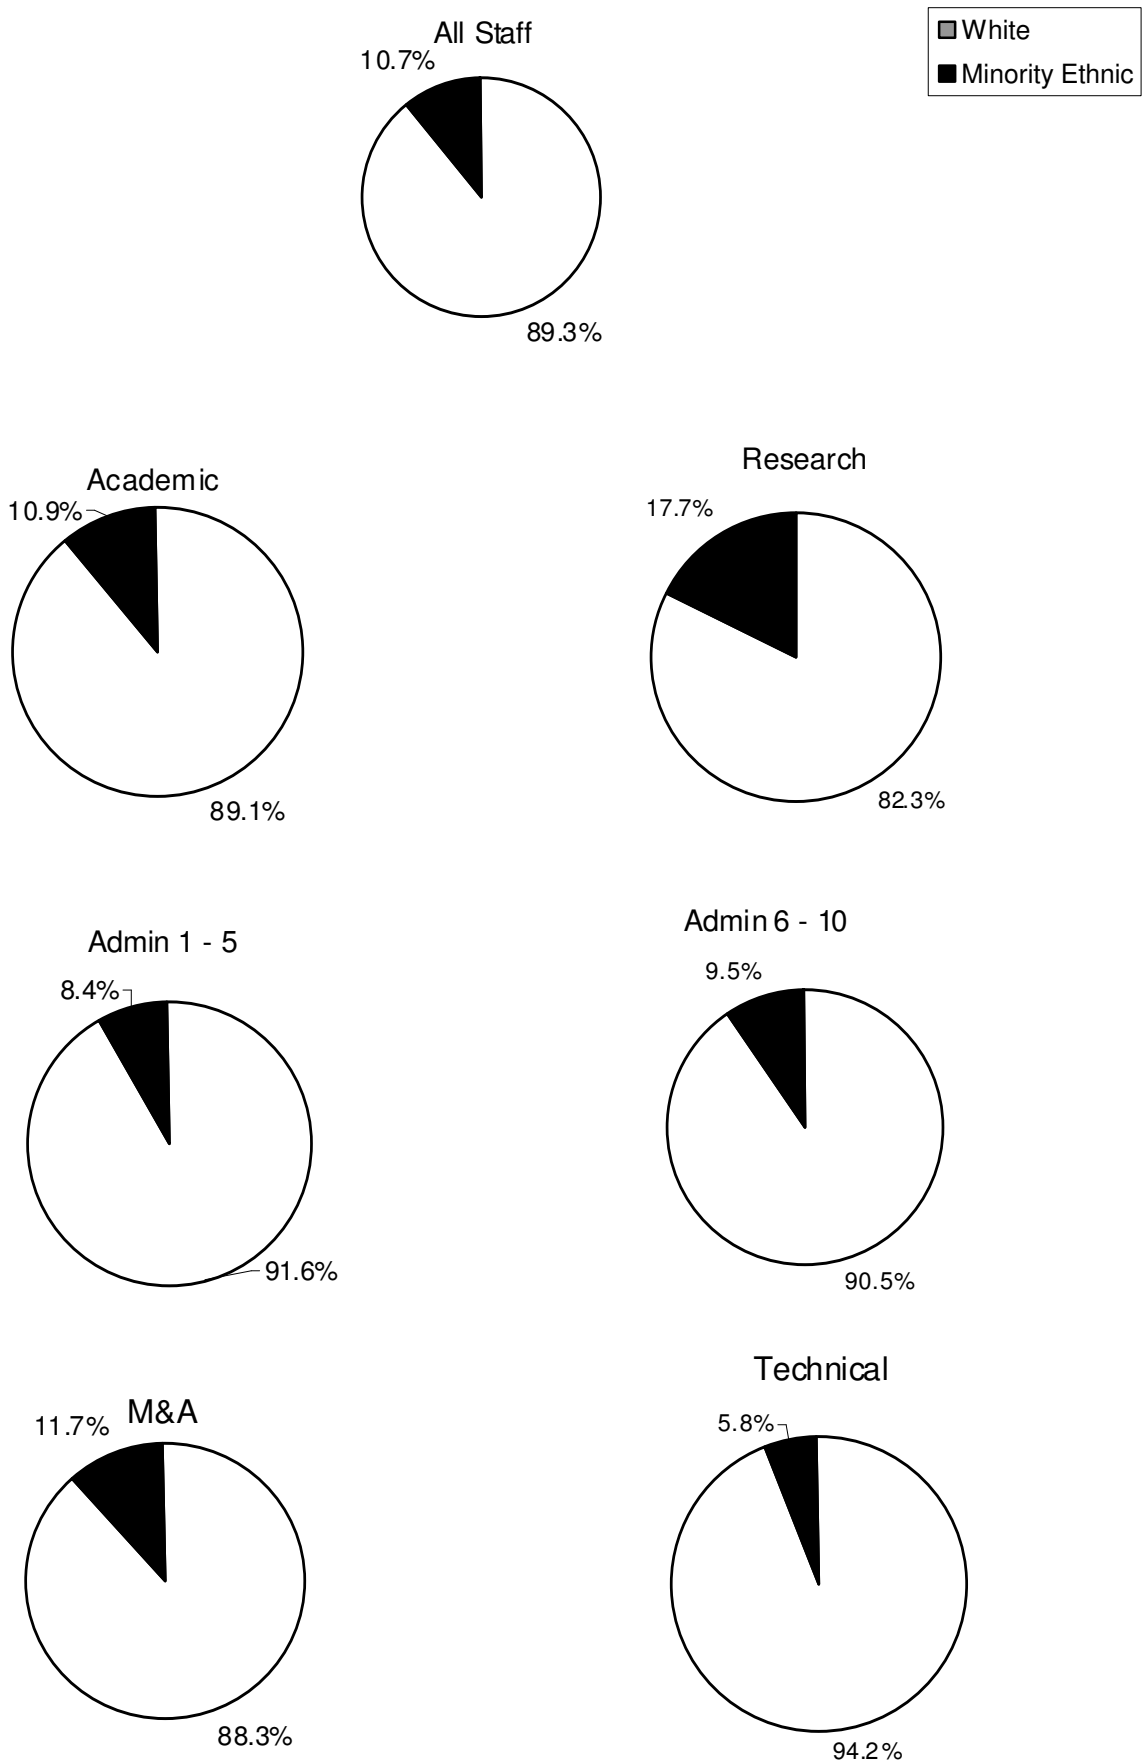 All Staff
10.7%
89.3%
White
Minority Ethnic
Academic
10.9%
89.1%
Research
17.7%
82.3%
Admin 1 - 5
8.4%
91.6%
Admin 6 - 10
9.5%
90.5%
M&A
11.7%
88.3%
Technical
5.8%
94.2%